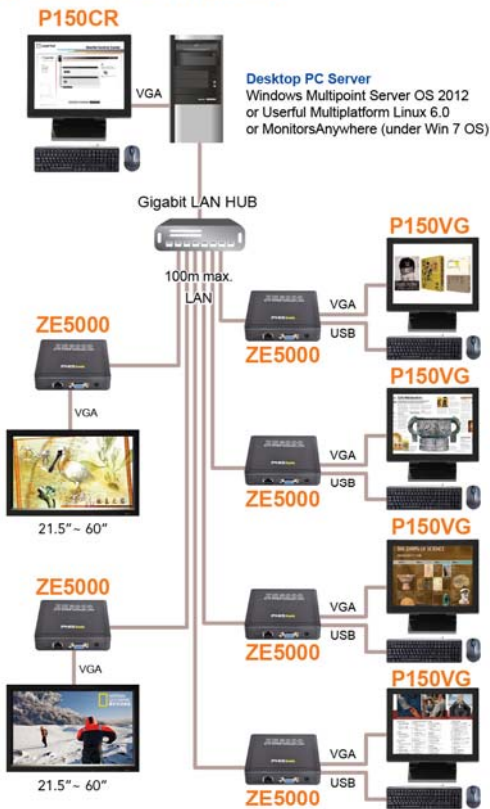 P150CR
VGA
Desktop PC Server
Windows Multipoint Server OS 2012
or Userful Multiplatform Linux 6.0
or MonitorsAnywhere (under Win 7 OS)
Gigabit LAN HUB
100m max.
LAN
P150VG
VGA
USB
ZE5000
ZE5000
VGA
21.5"~ 60"
P150VG
VGA
USB
ZE5000
P150VG
VGA
USB
ZE5000
ZE5000
VGA
21.5"~ 60"
P150VG
VGA
USB
ZE5000